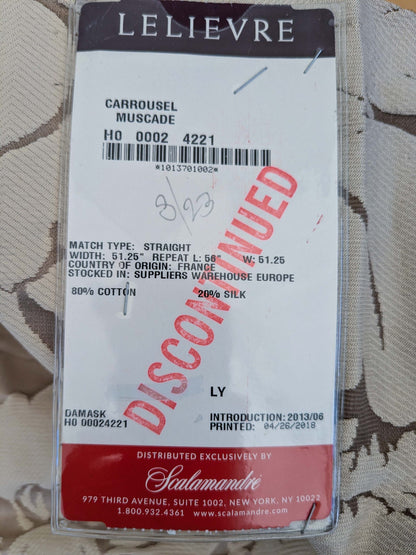 LELIEVRE
CARROUSEL
MUSCADE
H0 0002 4221
*1013701002*
8/23
MATCH TYPE: STRAIGHT
WIDTH: 51.25" REPEAT L: 56" W: 51.25
COUNTRY OF ORIGIN: FRANCE
STOCKED IN: SUPPLIERS WAREHOUSE EUROPE
80% COTTON 20% SILK
DISCONTINUED
LY
DAMASK
H0 00024221
INTRODUCTION: 2013/06
PRINTED: 04/26/2018
DISTRIBUTED EXCLUSIVELY BY
Scalamandré
979 THIRD AVENUE, SUITE 1002, NEW YORK, NY 10022
1.800.932.4361 www.scalamandre.com